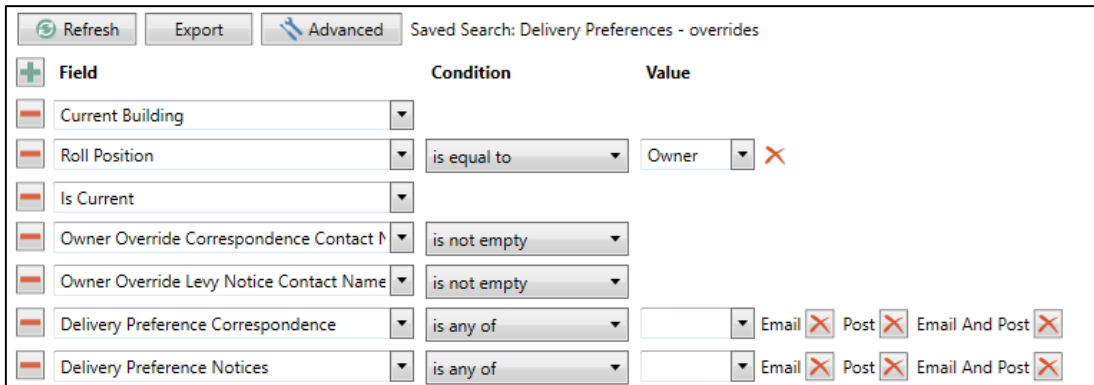 Refresh Export Advanced Saved Search: Delivery Preferences - overrides
Field Condition Value
Current Building
Roll Position is equal to Owner
Is Current
Owner Override Correspondence Contact N is not empty
Owner Override Levy Notice Contact Name is not empty
Delivery Preference Correspondence is any of Email Post Email And Post
Delivery Preference Notices is any of Email Post Email And Post